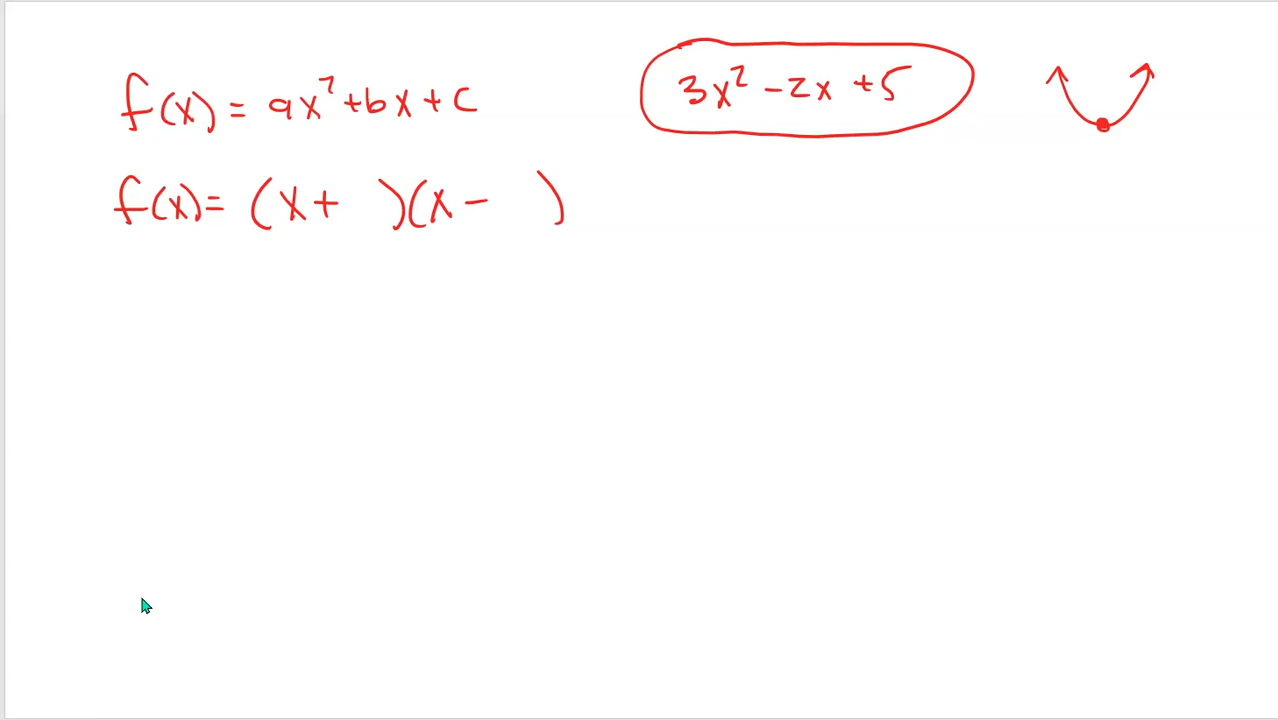 f(x) = ax² + bx + c
3x² - 2x + 5
f(x) = (x + )(x - )